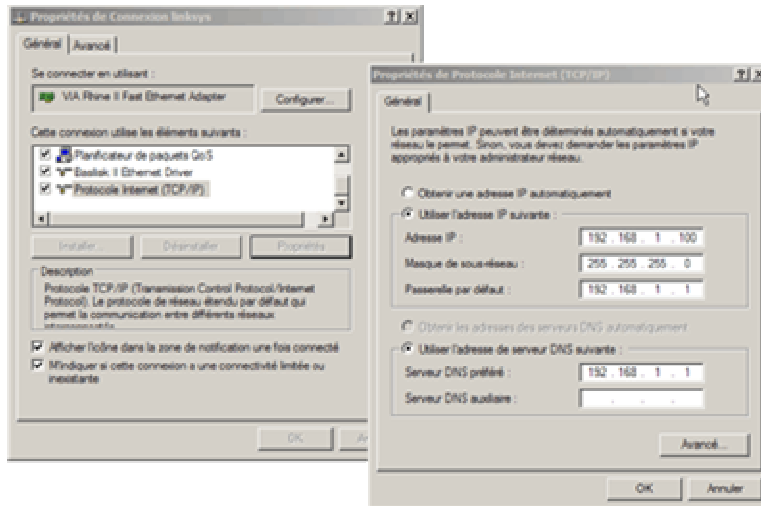 Propriétés de Connexion linksys
Général
Avancé
Se connecter en utilisant :
VIA Rhine II Fast Ethernet Adapter
Configurer...
Cette connexion utilise les éléments suivants :
Planificateur de paquets QoS
Basilisk II Ethernet Driver
Protocole Internet (TCP/IP)
Installer...
Désinstaller
Propriétés
Description
Protocole TCP/IP (Transmission Control Protocol/Internet
Protocol). Le protocole de réseau étendu par défaut qui
permet la communication entre différents réseaux
interconnectés
Afficher l'icône dans la zone de notification une fois connecté
M'indiquer si cette connexion a une connectivité limitée ou
inexistante
OK
Propriétés de Protocole Internet (TCP/IP)
Général
Les paramètres IP peuvent être déterminés automatiquement si votre
réseau le permet. Sinon, vous devez demander les paramètres IP
appropriés à votre administrateur réseau.
Obtenir une adresse IP automatiquement
Utiliser l'adresse IP suivante :
Adresse IP : 192 . 168 . 1 . 100
Masque de sous-réseau : 255 . 255 . 255 . 0
Passerelle par défaut : 192 . 168 . 1 . 1
Obtenir les adresses des serveurs DNS automatiquement
Utiliser l'adresse de serveur DNS suivante :
Serveur DNS préféré : 192 . 168 . 1 . 1
Serveur DNS auxiliaire : . . .
Avancé...
OK
Annuler